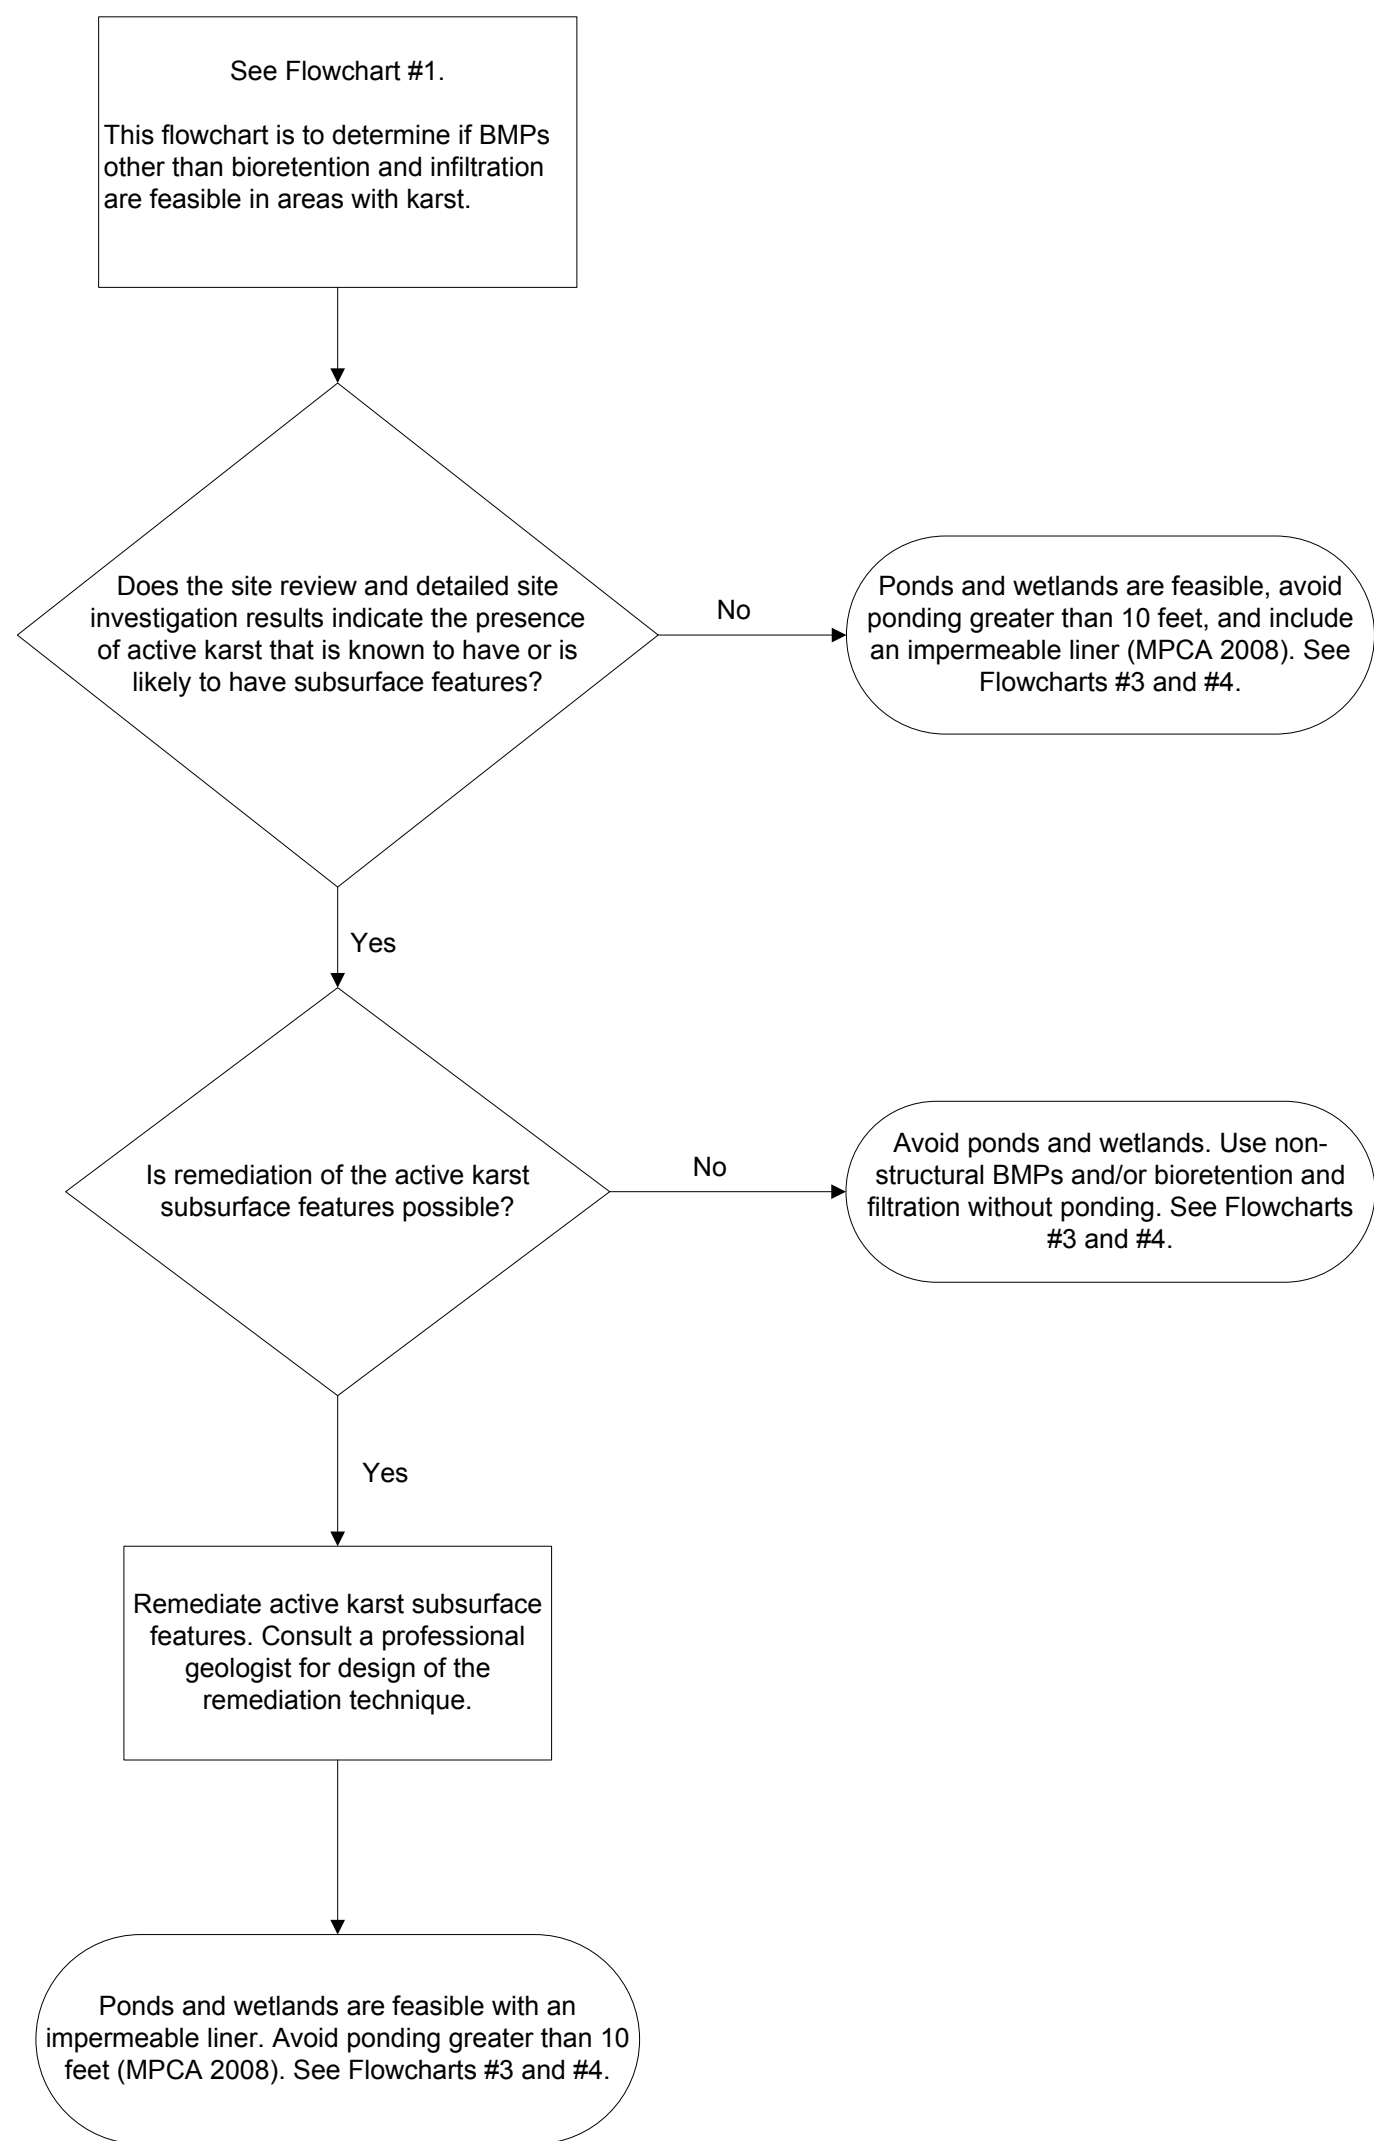 See Flowchart #1.
This flowchart is to determine if BMPs
other than bioretention and infiltration
are feasible in areas with karst.
Does the site review and detailed site
investigation results indicate the presence
of active karst that is known to have or is
likely to have subsurface features?
No
Ponds and wetlands are feasible, avoid
ponding greater than 10 feet, and include
an impermeable liner (MPCA 2008). See
Flowcharts #3 and #4.
Yes
Is remediation of the active karst
subsurface features possible?
No
Avoid ponds and wetlands. Use non-
structural BMPs and/or bioretention and
filtration without ponding. See Flowcharts
#3 and #4.
Yes
Remediate active karst subsurface
features. Consult a professional
geologist for design of the
remediation technique.
Ponds and wetlands are feasible with an
impermeable liner. Avoid ponding greater than 10
feet (MPCA 2008). See Flowcharts #3 and #4.